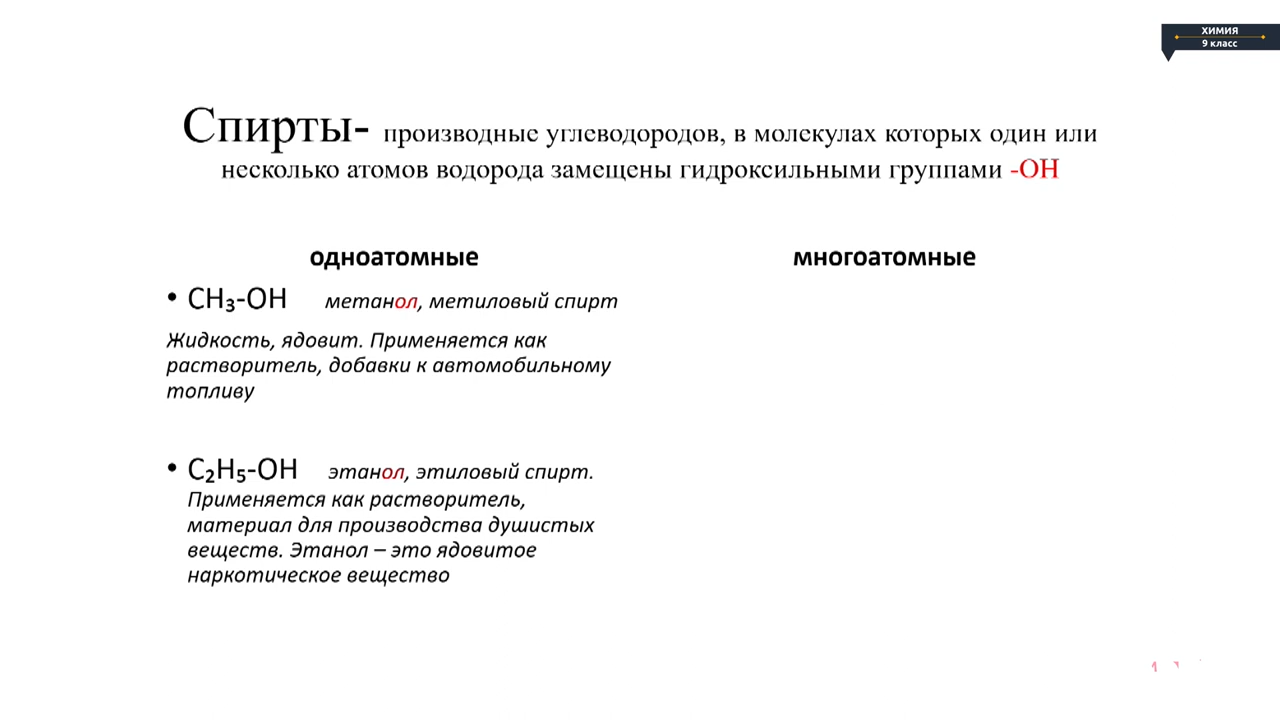 ХИМИЯ
9 класс
Спирты- производные углеводородов, в молекулах которых один или
несколько атомов водорода замещены гидроксильными группами -ОН
одноатомные
• CH₃-OH метанол, метиловый спирт
Жидкость, ядовит. Применяется как
растворитель, добавки к автомобильному
топливу
• C₂H₅-OH этанол, этиловый спирт.
Применяется как растворитель,
материал для производства душистых
веществ. Этанол – это ядовитое
наркотическое вещество
многоатомные